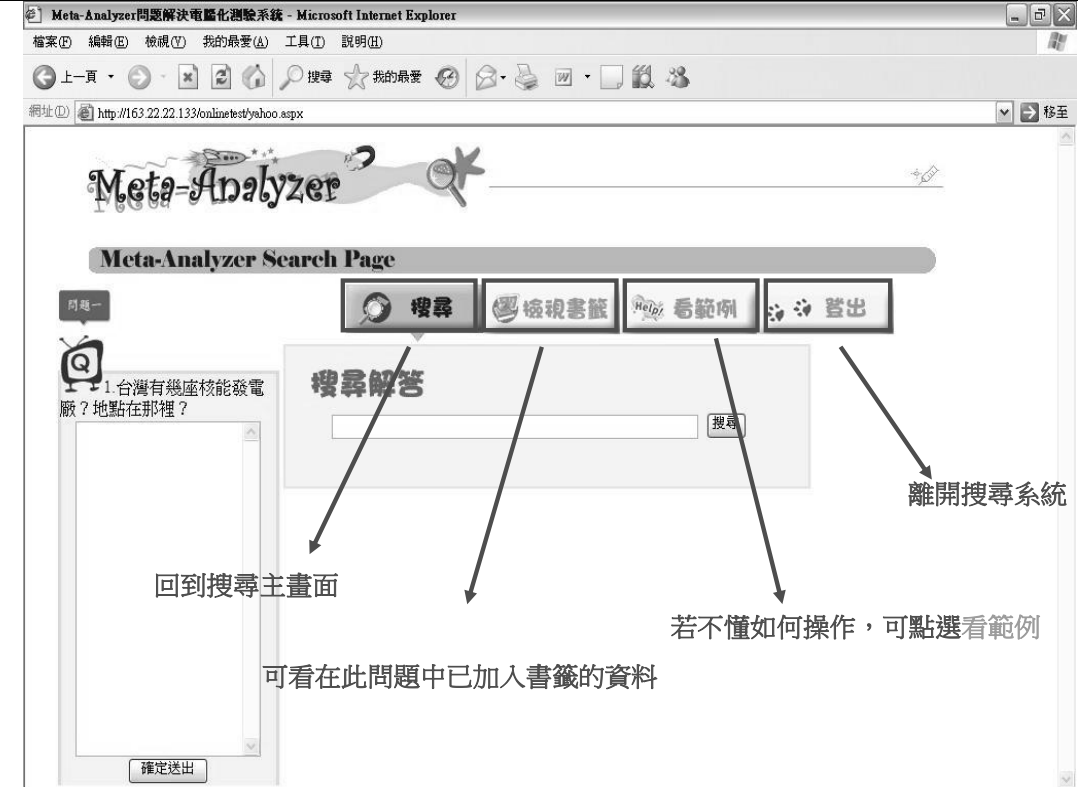 Meta-Analyzer問題解決電腦化測驗系統 - Microsoft Internet Explorer
檔案(F) 編輯(E) 檢視(V) 我的最愛(A) 工具(T) 說明(H)
上一頁 搜尋 我的最愛
網址(D) http://163.22.22.133/onlinetest/yahoo.aspx 移至
Meta-Analyzer
Meta-Analyzer Search Page
問題一
搜尋 檢視書籤 Help! 看範例 登出
Q
1.台灣有幾座核能發電
廠？地點在那裡？
搜尋解答
搜尋
離開搜尋系統
回到搜尋主畫面
若不懂如何操作，可點選看範例
可看在此問題中已加入書籤的資料
確定送出